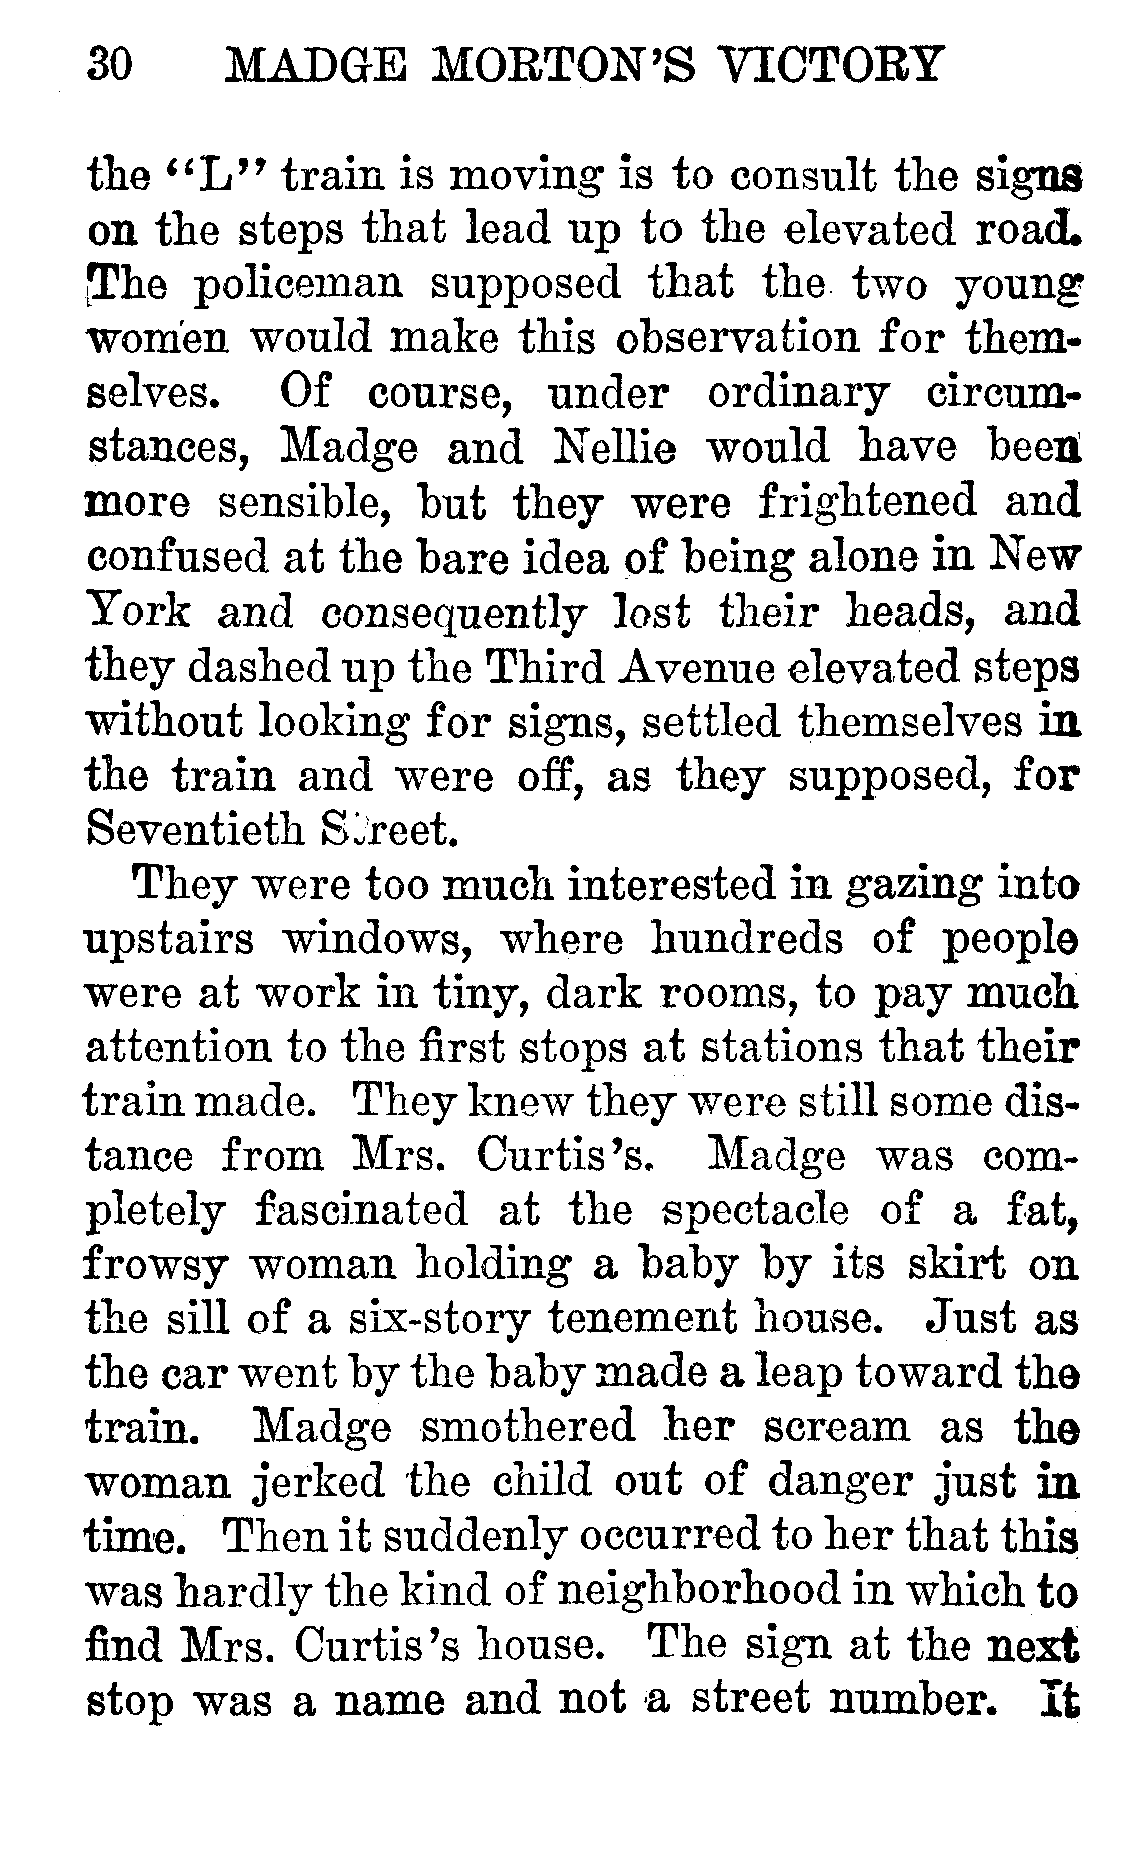 30 MADGE MORTON'S VICTORY
the "L" train is moving is to consult the signs
on the steps that lead up to the elevated road.
The policeman supposed that the two young
women would make this observation for them-
selves. Of course, under ordinary circum-
stances, Madge and Nellie would have been
more sensible, but they were frightened and
confused at the bare idea of being alone in New
York and consequently lost their heads, and
they dashed up the Third Avenue elevated steps
without looking for signs, settled themselves in
the train and were off, as they supposed, for
Seventieth Street.
They were too much interested in gazing into
upstairs windows, where hundreds of people
were at work in tiny, dark rooms, to pay much
attention to the first stops at stations that their
train made. They knew they were still some dis-
tance from Mrs. Curtis's. Madge was com-
pletely fascinated at the spectacle of a fat,
frowsy woman holding a baby by its skirt on
the sill of a six-story tenement house. Just as
the car went by the baby made a leap toward the
train. Madge smothered her scream as the
woman jerked the child out of danger just in
time. Then it suddenly occurred to her that this
was hardly the kind of neighborhood in which to
find Mrs. Curtis's house. The sign at the next
stop was a name and not a street number. It